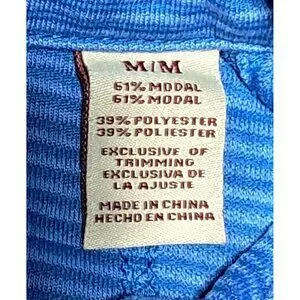 M/M
61% MODAL
61% MODAL
39% POLYESTER
39% POLIESTER
EXCLUSIVE OF
TRIMMING
EXCLUSIVA DE
LA AJUSTE
MADE IN CHINA
HECHO EN CHINA